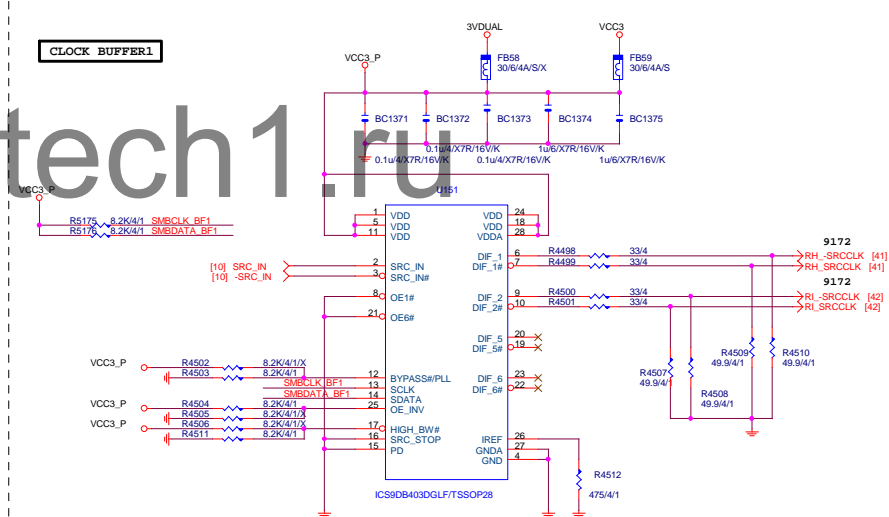 CLOCK BUFFER1
3VDUAL
VCC3
VCC3_P
FB58
30/6/4A/S/X
FB59
30/6/4A/S
BC1371
BC1372
BC1373
BC1374
BC1375
0.1u/4/X7R/16V/K
0.1u/4/X7R/16V/K
0.1u/4/X7R/16V/K
1u/6/X7R/16V/K
1u/6/X7R/16V/K
tech1.ru
VCC3_P
R5175 8.2K/4/1 SMBCLK_BF1
R5176 8.2K/4/1 SMBDATA_BF1
U151
1 VDD VDD 24
5 VDD VDD 18
11 VDD VDDA 28
[10] SRC_IN 2 SRC_IN
[10] -SRC_IN 3 SRC_IN#
8 OE1#
21 OE6#
DIF_1 6 R4498 33/4 RH_-SRCCLK [41]
DIF_1# 7 R4499 33/4 RH_SRCCLK [41]
9172
DIF_2 9 R4500 33/4 RI_-SRCCLK [42]
DIF_2# 10 R4501 33/4 RI_SRCCLK [42]
9172
DIF_5 20
DIF_5# 19
DIF_6 23
DIF_6# 22
R4507
49.9/4/1
R4508
49.9/4/1
R4509
49.9/4/1
R4510
49.9/4/1
VCC3_P R4502 8.2K/4/1/X
R4503 8.2K/4/1
12 BYPASS#/PLL
SMBCLK_BF1 13 SCLK
SMBDATA_BF1 14 SDATA
VCC3_P R4504 8.2K/4/1
25 OE_INV
R4505 8.2K/4/1/X
VCC3_P R4506 8.2K/4/1/X
17 HIGH_BW#
R4511 8.2K/4/1
16 SRC_STOP
15 PD
IREF 26
GNDA 27
GND 4
R4512
475/4/1
ICS9DB403DGLF/TSSOP28